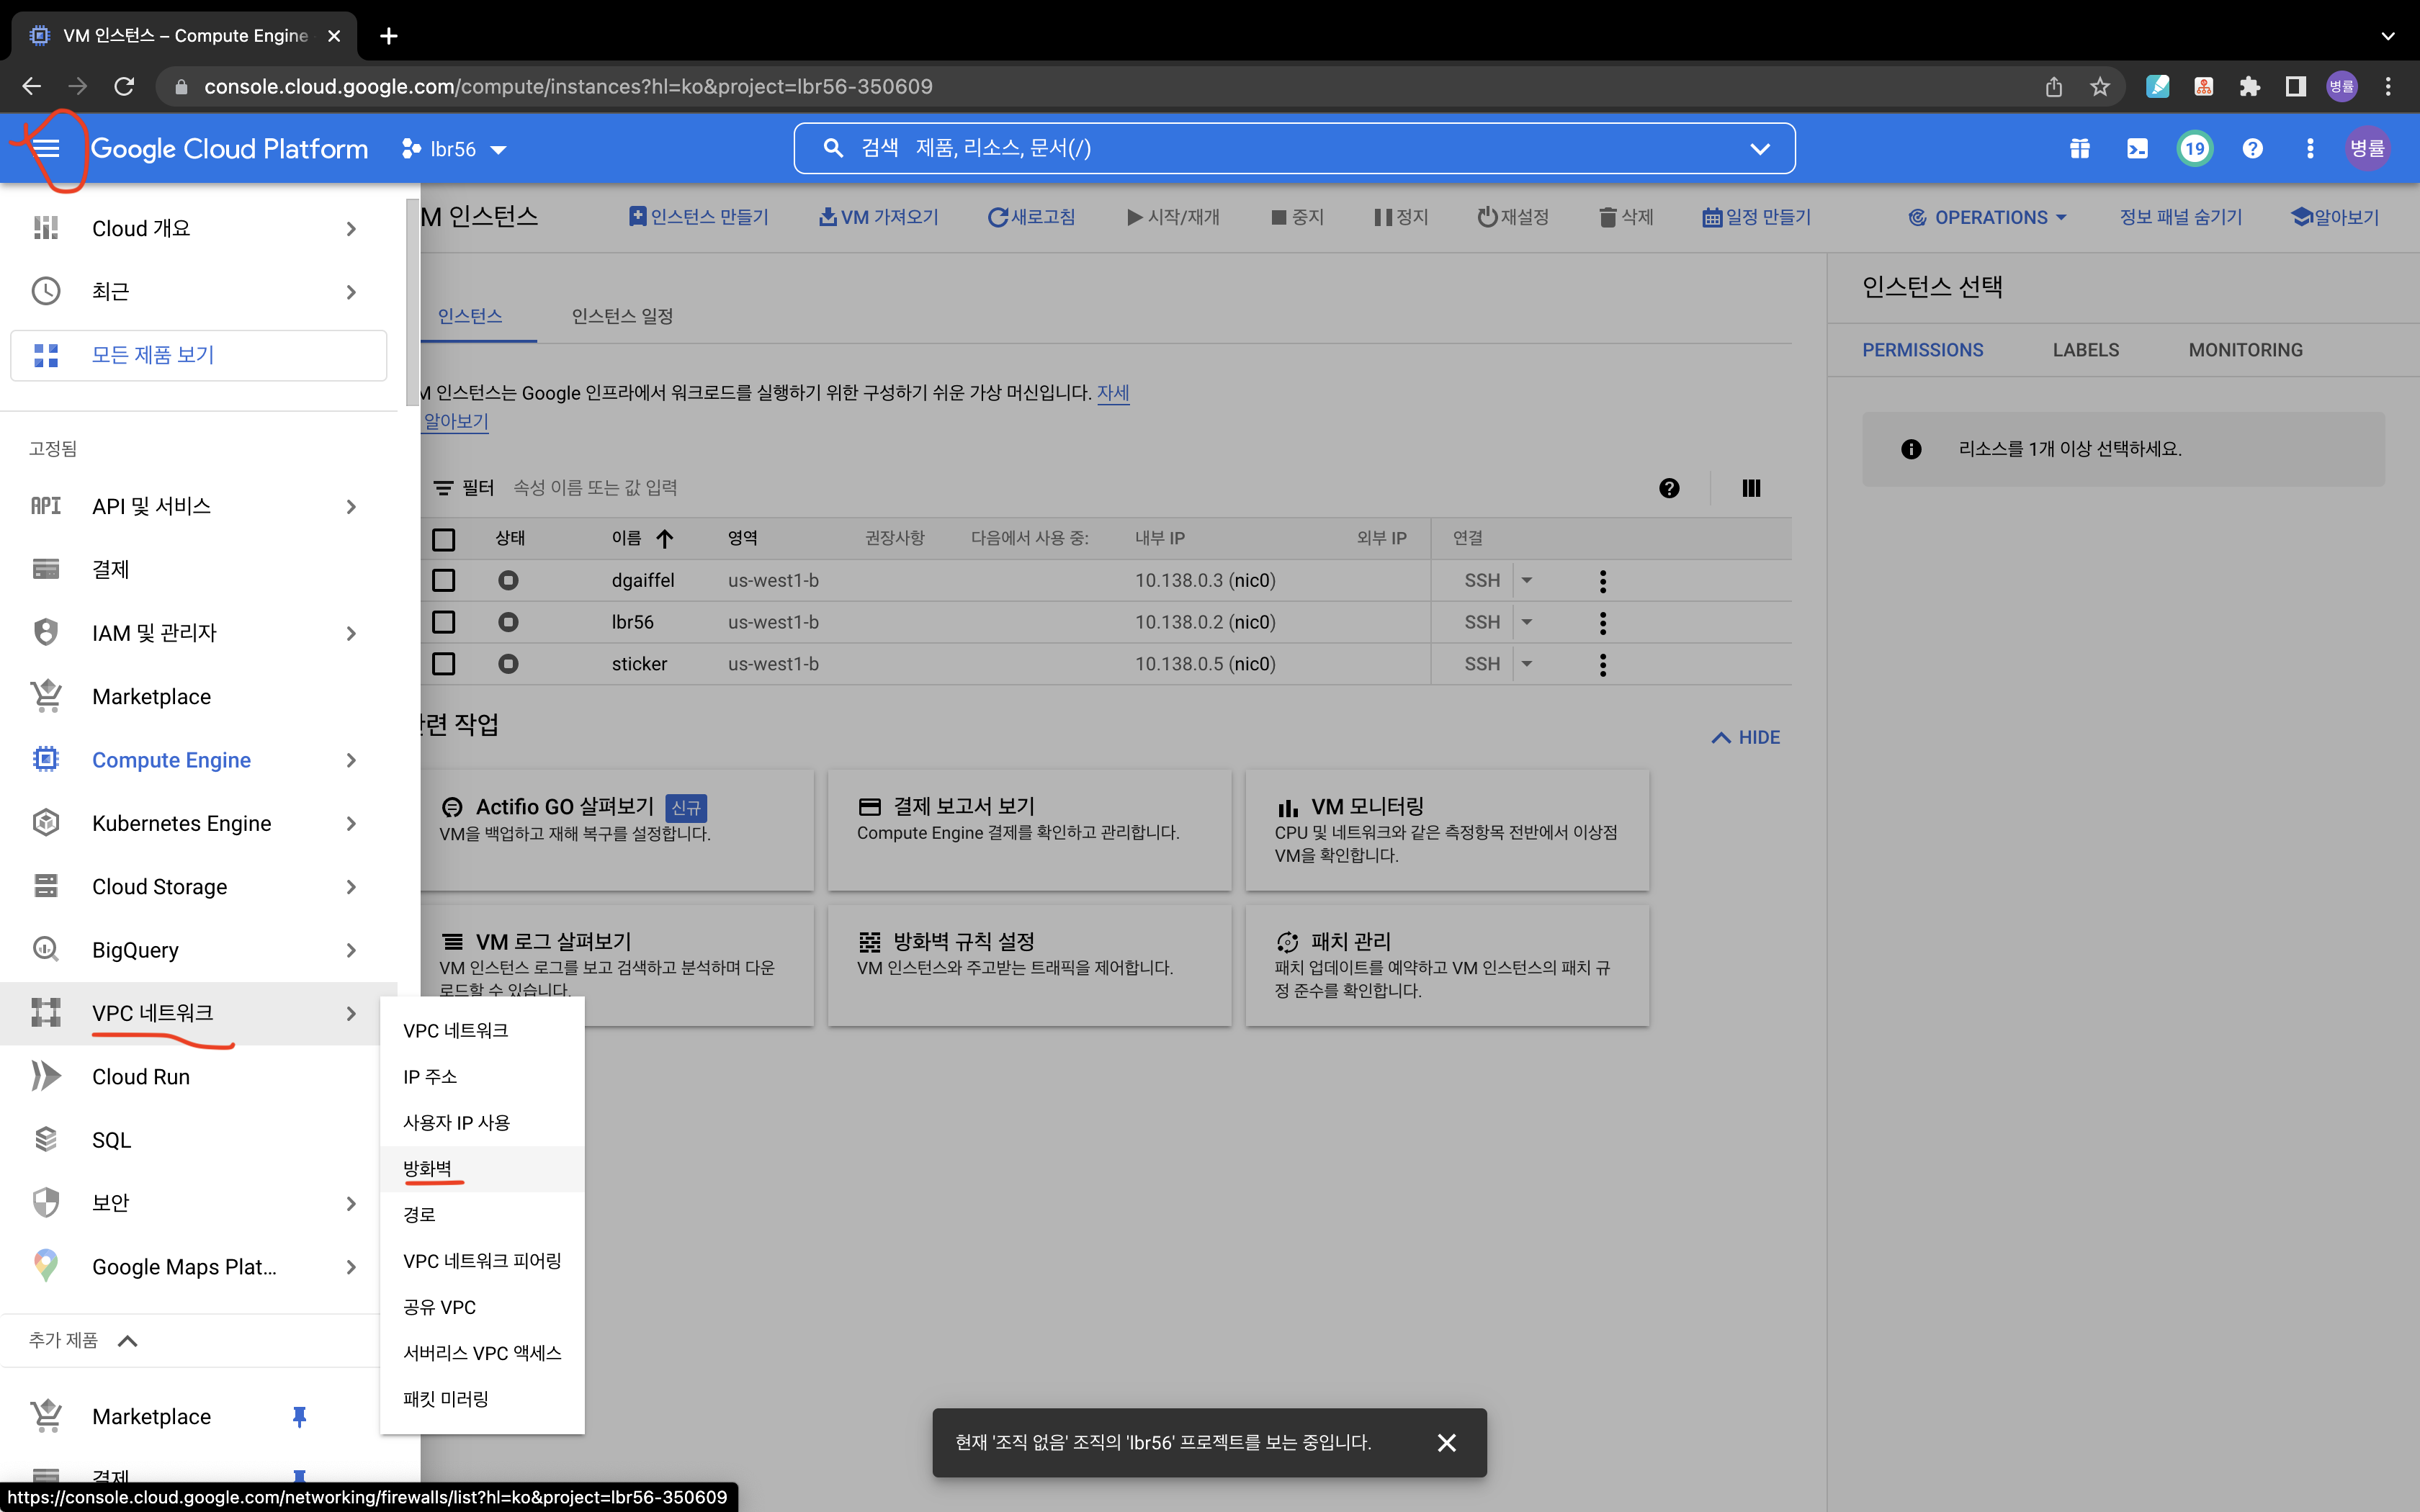 VM 인스턴스 – Compute Engine
console.cloud.google.com/compute/instances?hl=ko&project=lbr56-350609
병률
Google Cloud Platform
lbr56
검색 제품, 리소스, 문서(/)
19
병률
Cloud 개요
최근
모든 제품 보기
고정됨
API API 및 서비스
결제
IAM 및 관리자
Marketplace
Compute Engine
Kubernetes Engine
Cloud Storage
BigQuery
VPC 네트워크
Cloud Run
SQL
보안
Google Maps Plat...
추가 제품
Marketplace
결제
VPC 네트워크
IP 주소
사용자 IP 사용
방화벽
경로
VPC 네트워크 피어링
공유 VPC
서버리스 VPC 액세스
패킷 미러링
M 인스턴스
인스턴스 만들기
VM 가져오기
새로고침
시작/재개
중지
정지
재설정
삭제
일정 만들기
OPERATIONS
정보 패널 숨기기
알아보기
인스턴스
인스턴스 일정
M 인스턴스는 Google 인프라에서 워크로드를 실행하기 위한 구성하기 쉬운 가상 머신입니다. 자세
알아보기
필터 속성 이름 또는 값 입력
상태 이름 영역 권장사항 다음에서 사용 중: 내부 IP 외부 IP 연결
dgaiffel us-west1-b 10.138.0.3 (nic0) SSH
lbr56 us-west1-b 10.138.0.2 (nic0) SSH
sticker us-west1-b 10.138.0.5 (nic0) SSH
련 작업
HIDE
Actifio GO 살펴보기 신규
VM을 백업하고 재해 복구를 설정합니다.
결제 보고서 보기
Compute Engine 결제를 확인하고 관리합니다.
VM 모니터링
CPU 및 네트워크와 같은 측정항목 전반에서 이상점
VM을 확인합니다.
VM 로그 살펴보기
VM 인스턴스 로그를 보고 검색하고 분석하며 다운
로드할 수 있습니다.
방화벽 규칙 설정
VM 인스턴스와 주고받는 트래픽을 제어합니다.
패치 관리
패치 업데이트를 예약하고 VM 인스턴스의 패치 규
정 준수를 확인합니다.
인스턴스 선택
PERMISSIONS
LABELS
MONITORING
리소스를 1개 이상 선택하세요.
현재 '조직 없음' 조직의 'lbr56' 프로젝트를 보는 중입니다.
https://console.cloud.google.com/networking/firewalls/list?hl=ko&project=lbr56-350609